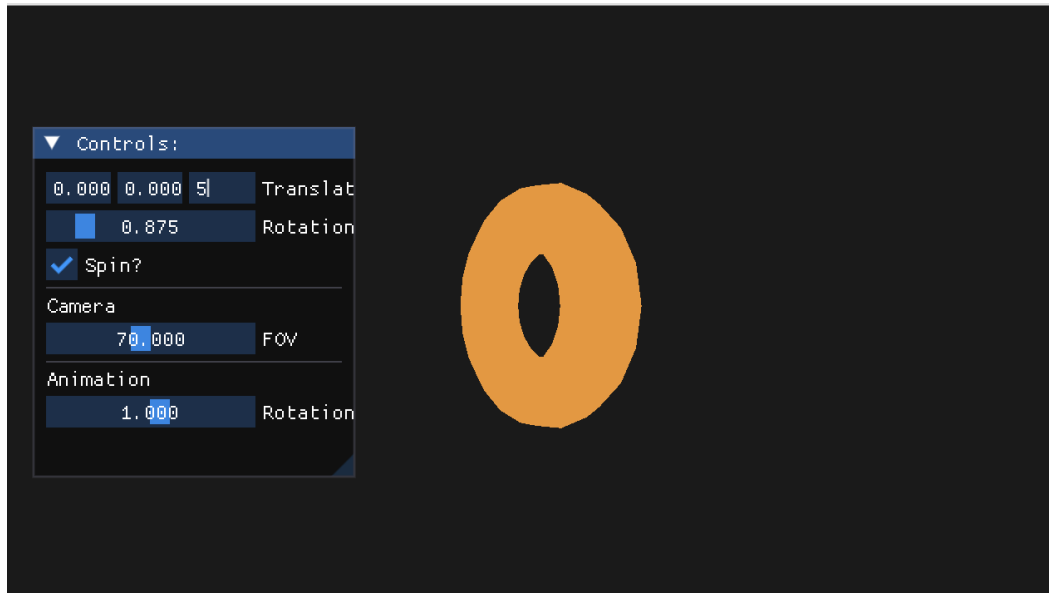 Controls:
0.000 0.000 5 Translat
0.875 Rotation
Spin?
Camera
70.000 FOV
Animation
1.000 Rotation